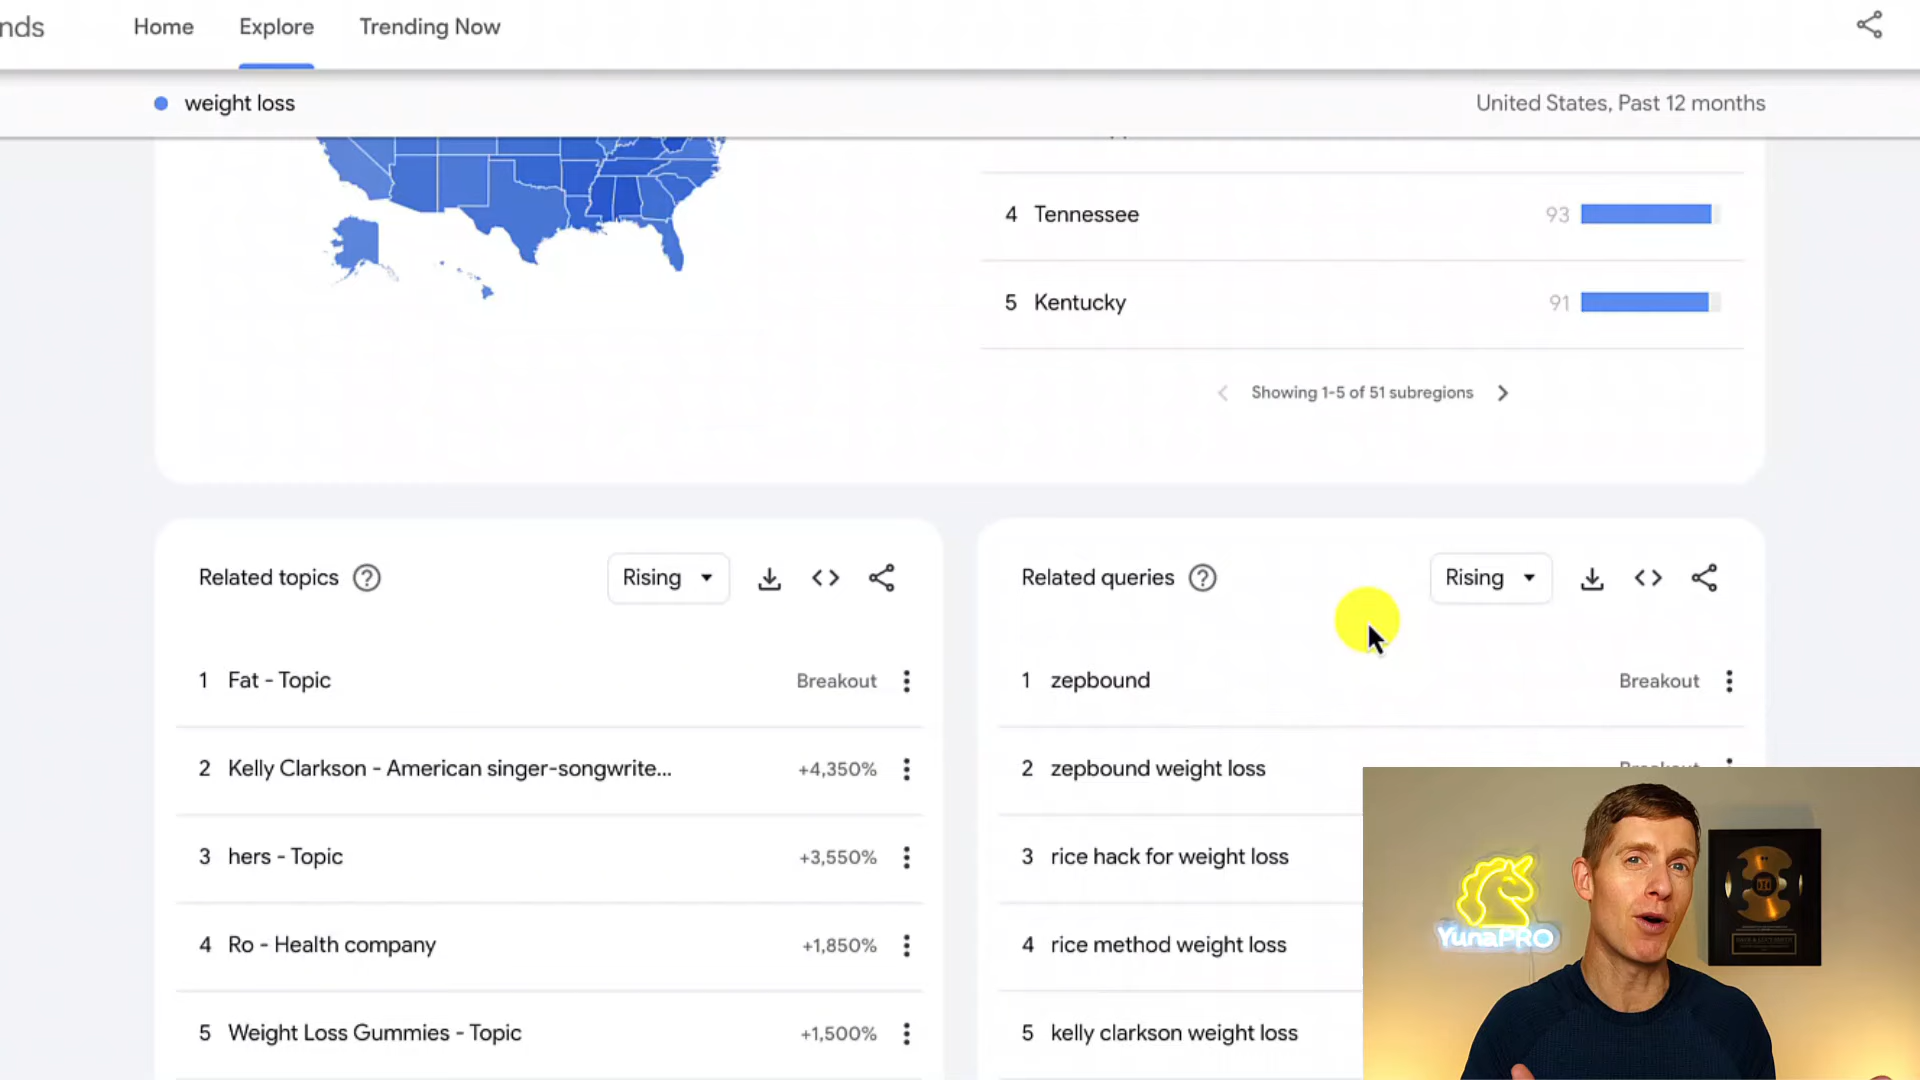 nds Home Explore Trending Now
weight loss United States, Past 12 months
4 Tennessee 93
5 Kentucky 91
Showing 1-5 of 51 subregions
Related topics ? Rising
1 Fat - Topic Breakout
2 Kelly Clarkson - American singer-songwrite... +4,350%
3 hers - Topic +3,550%
4 Ro - Health company +1,850%
5 Weight Loss Gummies - Topic +1,500%
Related queries ? Rising
1 zepbound Breakout
2 zepbound weight loss Breakout
3 rice hack for weight loss
4 rice method weight loss
5 kelly clarkson weight loss
YunaPRO